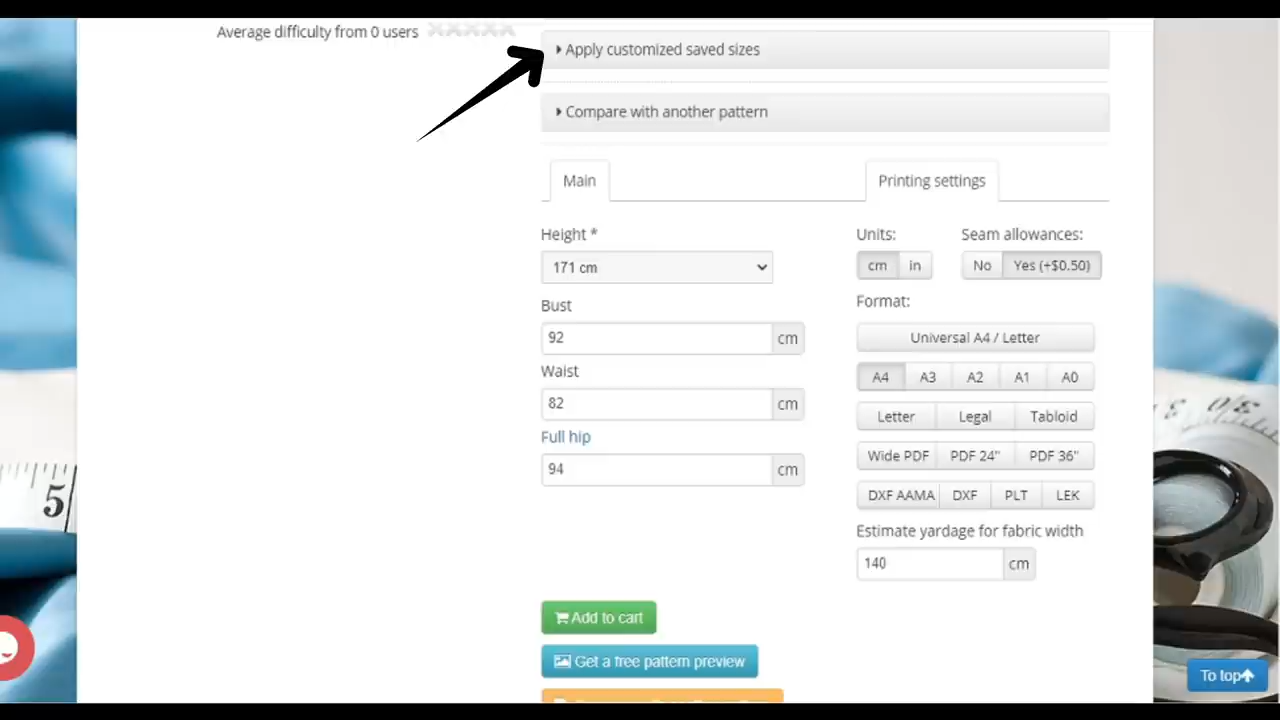 Average difficulty from 0 users
Apply customized saved sizes
Compare with another pattern
Main
Printing settings
Height *
171 cm
Bust
92 cm
Waist
82 cm
Full hip
94 cm
Units:
cm in
Seam allowances:
No Yes (+$0.50)
Format:
Universal A4 / Letter
A4 A3 A2 A1 A0
Letter Legal Tabloid
Wide PDF PDF 24" PDF 36"
DXF AAMA DXF PLT LEK
Estimate yardage for fabric width
140 cm
Add to cart
Get a free pattern preview
To top
5
30